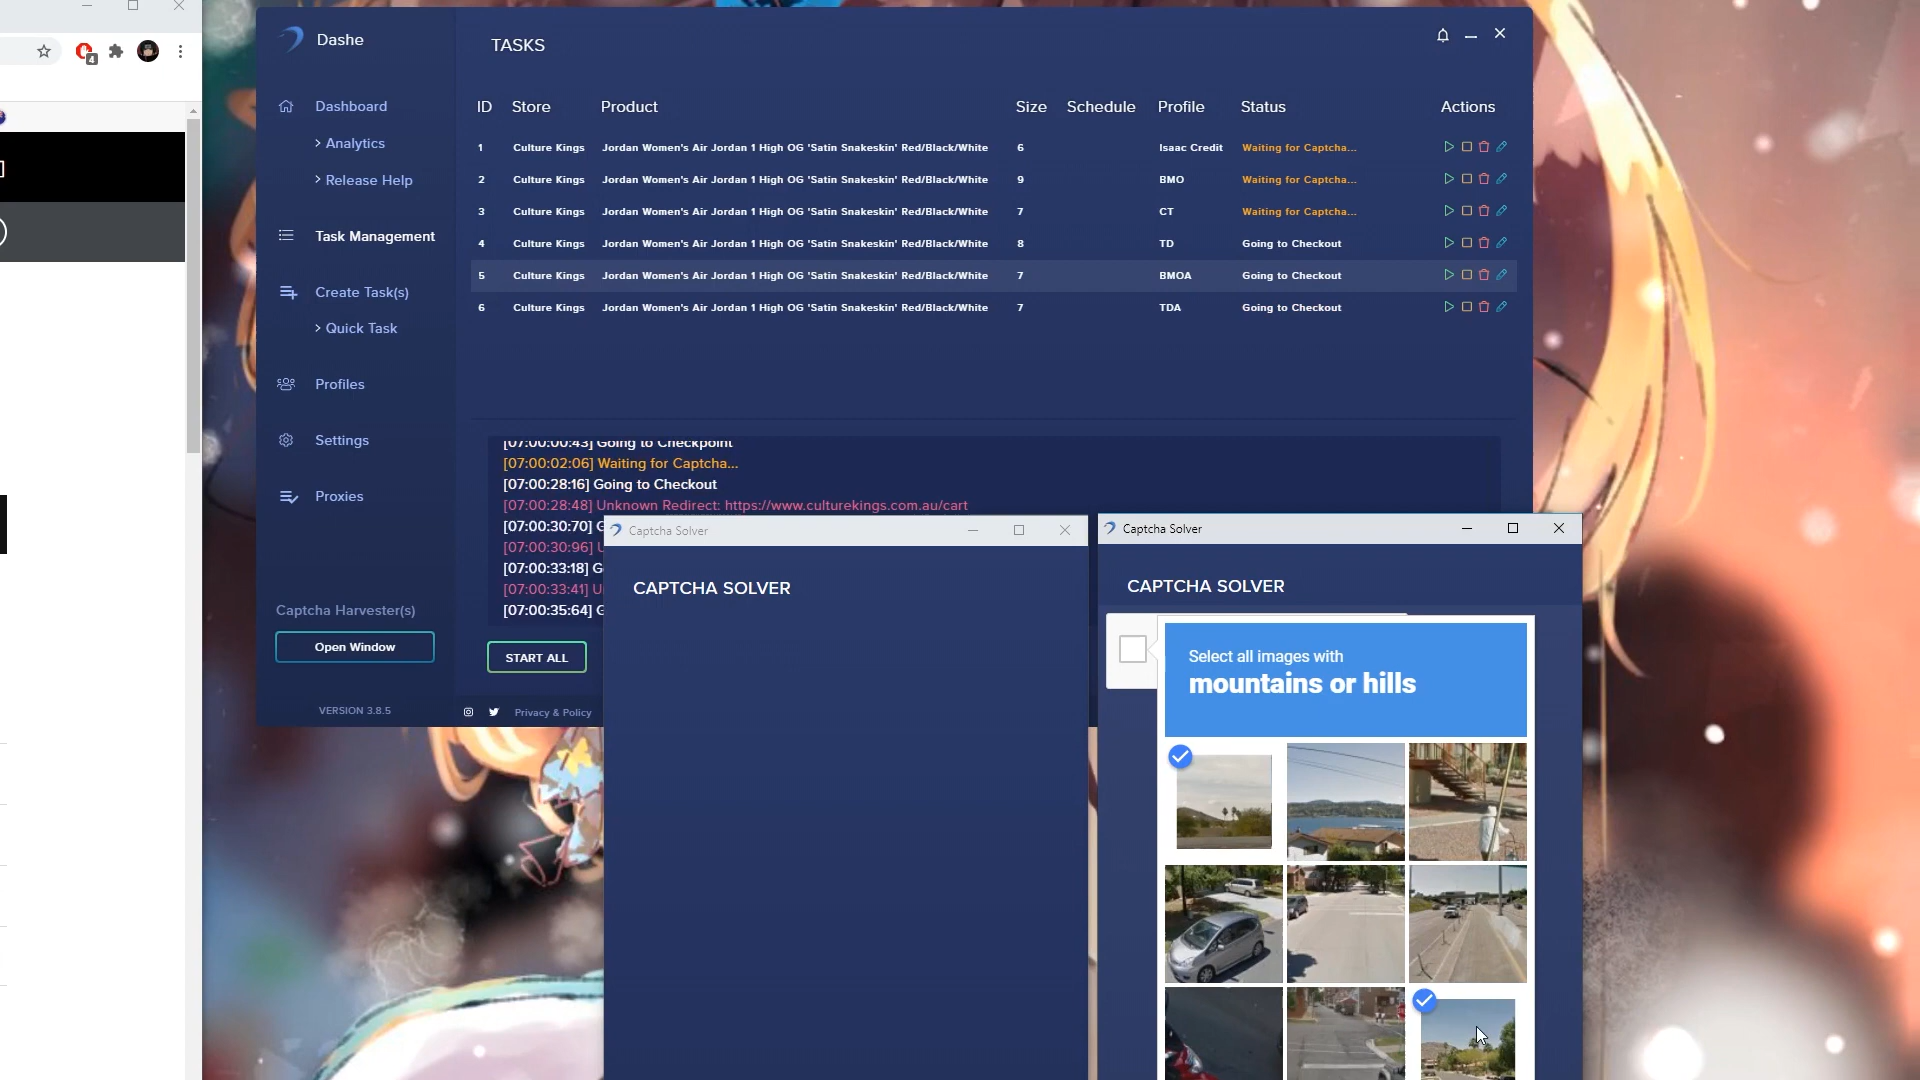 4
]
Dashe
TASKS
Dashboard
> Analytics
> Release Help
Task Management
Create Task(s)
> Quick Task
Profiles
Settings
Proxies
Captcha Harvester(s)
Open Window
VERSION 3.8.5
ID Store Product Size Schedule Profile Status Actions
1 Culture Kings Jordan Women's Air Jordan 1 High OG 'Satin Snakeskin' Red/Black/White 6 Isaac Credit Waiting for Captcha...
2 Culture Kings Jordan Women's Air Jordan 1 High OG 'Satin Snakeskin' Red/Black/White 9 BMO Waiting for Captcha...
3 Culture Kings Jordan Women's Air Jordan 1 High OG 'Satin Snakeskin' Red/Black/White 7 CT Waiting for Captcha...
4 Culture Kings Jordan Women's Air Jordan 1 High OG 'Satin Snakeskin' Red/Black/White 8 TD Going to Checkout
5 Culture Kings Jordan Women's Air Jordan 1 High OG 'Satin Snakeskin' Red/Black/White 7 BMOA Going to Checkout
6 Culture Kings Jordan Women's Air Jordan 1 High OG 'Satin Snakeskin' Red/Black/White 7 TDA Going to Checkout
[07:00:00:43] Going to Checkpoint
[07:00:02:06] Waiting for Captcha...
[07:00:28:16] Going to Checkout
[07:00:28:48] Unknown Redirect: https://www.culturekings.com.au/cart
[07:00:30:70] G
[07:00:30:96] U
[07:00:33:18] G
[07:00:33:41] U
[07:00:35:64] G
START ALL
Privacy & Policy
Captcha Solver
CAPTCHA SOLVER
Captcha Solver
CAPTCHA SOLVER
Select all images with
mountains or hills